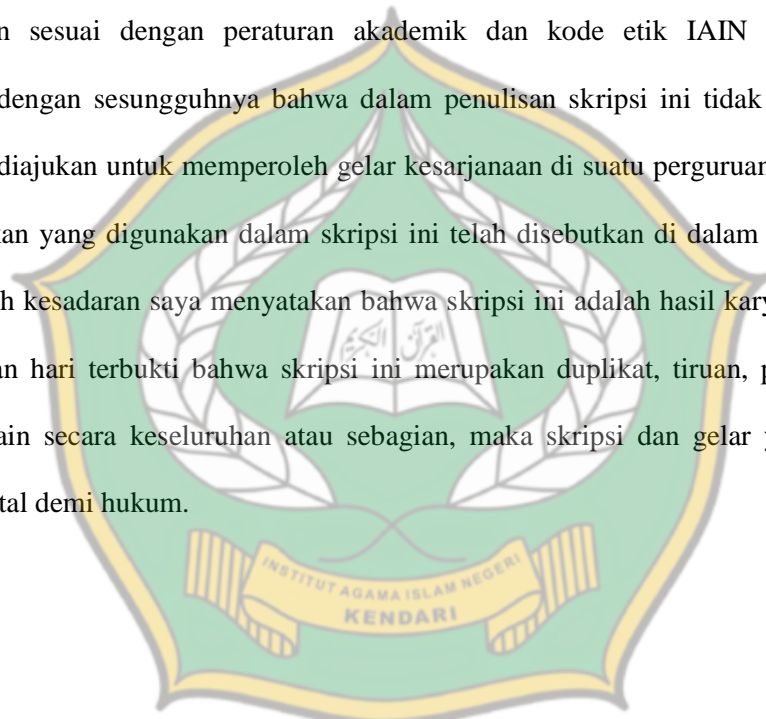 n sesuai dengan peraturan akademik dan kode etik IAIN
dengan sesungguhnya bahwa dalam penulisan skripsi ini tidak
diajukan untuk memperoleh gelar kesarjanaan di suatu perguruan
kan yang digunakan dalam skripsi ini telah disebutkan di dalam
h kesadaran saya menyatakan bahwa skripsi ini adalah hasil kary
an hari terbukti bahwa skripsi ini merupakan duplikat, tiruan, p
ain secara keseluruhan atau sebagian, maka skripsi dan gelar y
tal demi hukum.
القرآن الكريم
INSTITUT AGAMA ISLAM NEGERI
KENDARI